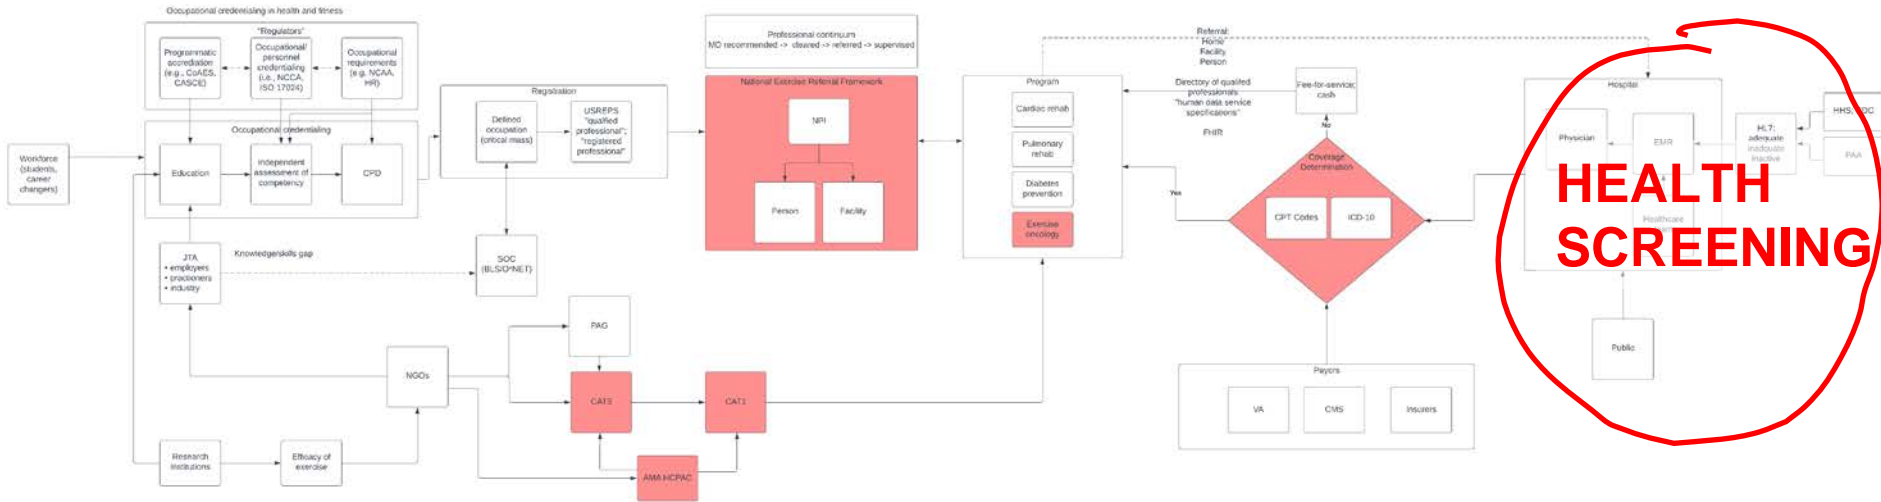 Occupational credentialing in health and fitness
"Regulators"
Programmatic
accrediation
(e.g., CoAES,
CASCE)
Occupational/
personnel
credentialing
(i.e., NCCA,
ISO 17024)
Occupational
requirements
(e.g. NCAA,
HR)
Occupational credentialing
Workforce
(students,
career
changers)
Education
Independent
assessment of
competency
CPD
Registration
Defined
occupation
(critical mass)
USREPS
"qualified
professional";
"registered
professional"
JTA
• employers
• practioners
• industry
Knowledge/skills gap
SOC
(BLS/O*NET)
Professional continuum
MD recommended -> cleared -> referred -> supervised
National Exercise Referral Framework
NPI
Person
Facility
Program
Cardiac rehab
Pulmonary
rehab
Diabetes
prevention
Exercise
oncology
Referral:
Home
Facility
Person
Directory of qualifed
professionals
"human data service
specifications"
FHIR
Fee-for-service;
cash
No
Yes
Coverage
Determination
CPT Codes
ICD-10
Hospital
Physician
EMR
Healthcare
HL7:
adequate
inadquate
inactive
HHS,
PAA
HEALTH
SCREENING
Public
Payors
VA
CMS
Insurers
PAG
NGOs
CAT3
CAT1
AMA HCPAC
Research
institutions
Efficacy of
exercise